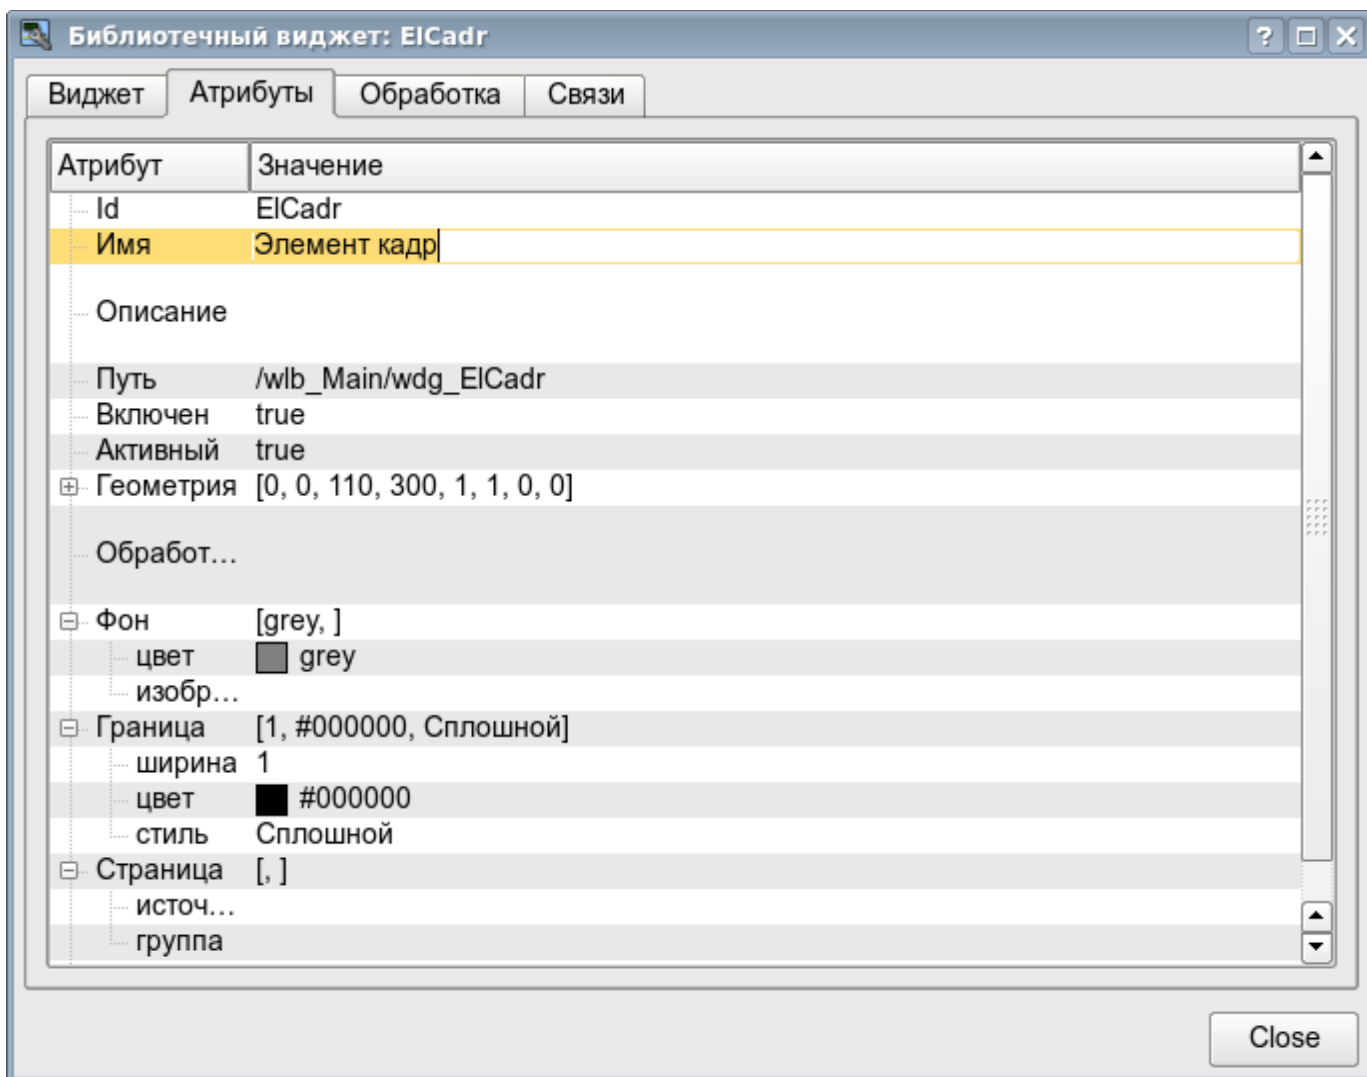 Библиотечный виджет: ElCadr
Виджет Атрибуты Обработка Связи
Атрибут Значение
Id ElCadr
Имя Элемент кадр
Описание
Путь /wlb_Main/wdg_ElCadr
Включен true
Активный true
Геометрия [0, 0, 110, 300, 1, 1, 0, 0]
Обработ...
Фон [grey, ]
цвет grey
изобр...
Граница [1, #000000, Сплошной]
ширина 1
цвет #000000
стиль Сплошной
Страница [, ]
источ...
группа
Close